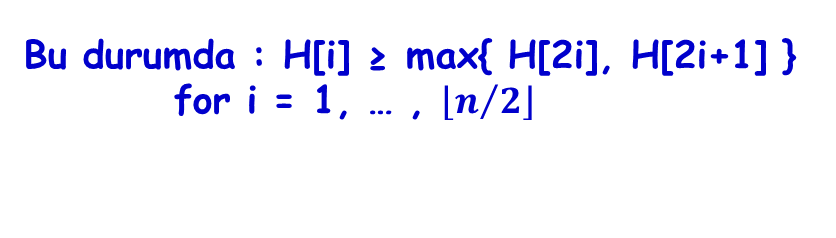 Bu durumda : H[i] ≥ max{ H[2i], H[2i+1] }
for i = 1, … , ⌊n/2⌋